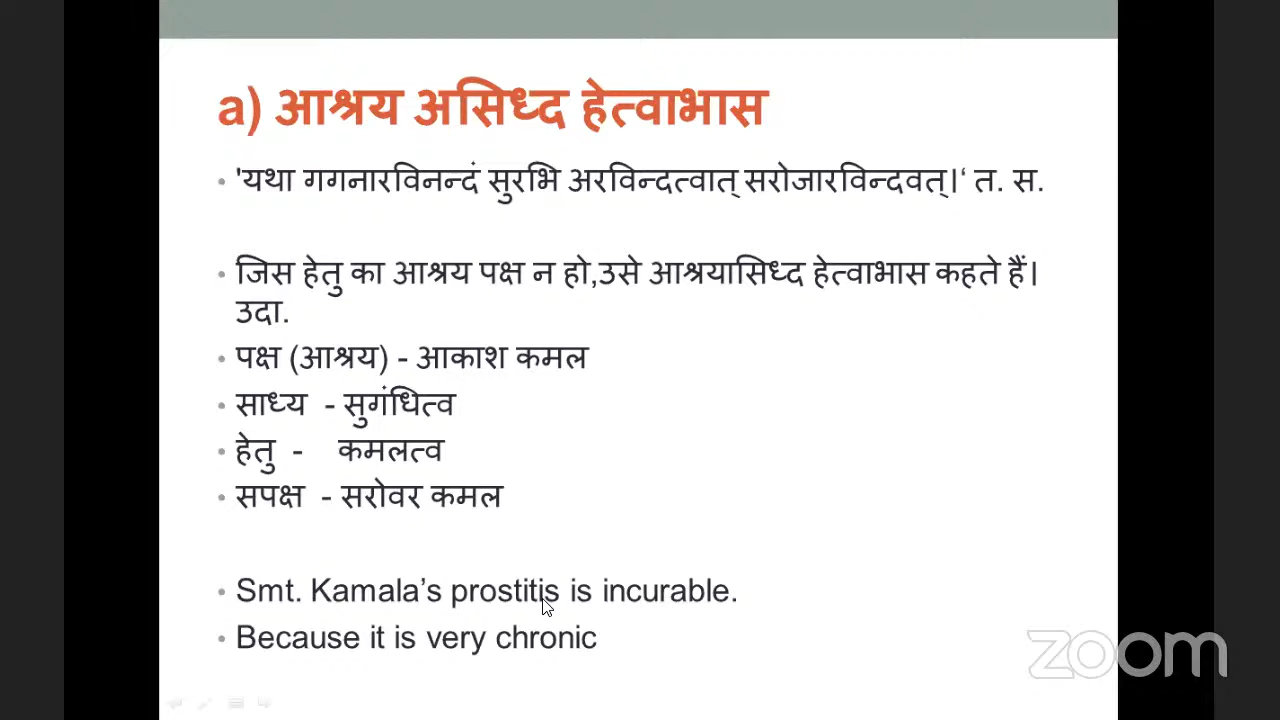 a) आश्रय असिध्द हेत्वाभास
'यथा गगनारविनन्दं सुरभि अरविन्दत्वात् सरोजारविन्दवत्।‘ त. स.
जिस हेतु का आश्रय पक्ष न हो,उसे आश्रयासिध्द हेत्वाभास कहते हैं।
उदा.
पक्ष (आश्रय) - आकाश कमल
साध्य - सुगंधित्व
हेतु - कमलत्व
सपक्ष - सरोवर कमल
Smt. Kamala’s prostitis is incurable.
Because it is very chronic
zoom